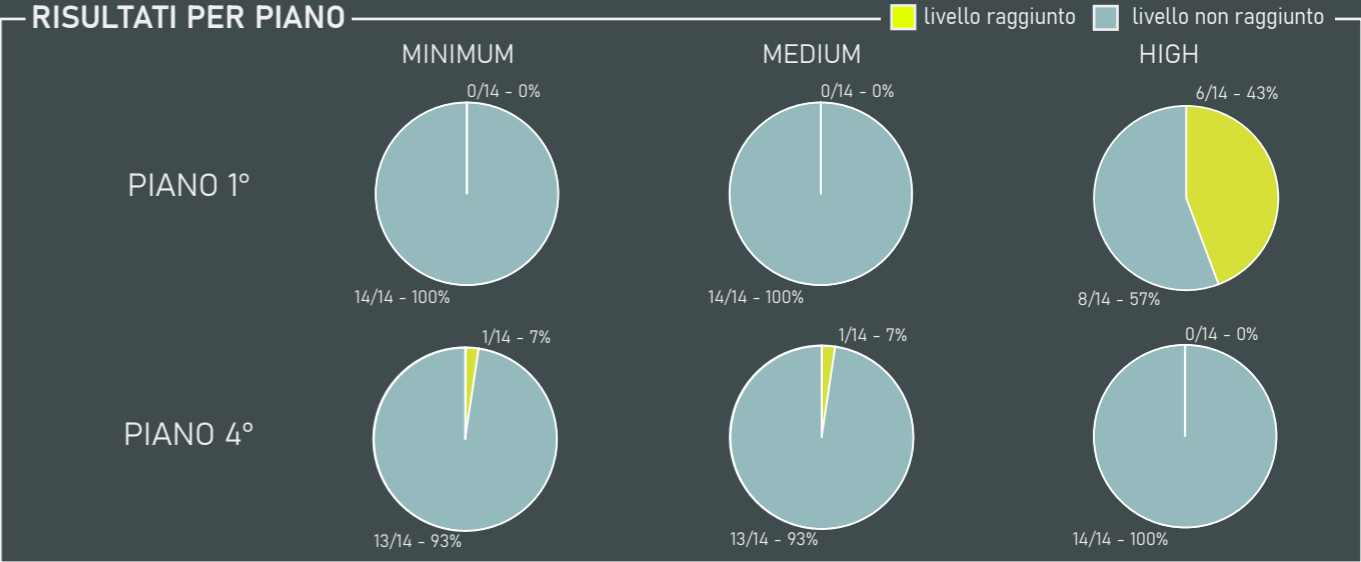 RISULTATI PER PIANO
livello raggiunto
livello non raggiunto
MINIMUM
MEDIUM
HIGH
PIANO 1°
0/14 - 0%
14/14 - 100%
0/14 - 0%
14/14 - 100%
6/14 - 43%
8/14 - 57%
PIANO 4°
1/14 - 7%
13/14 - 93%
1/14 - 7%
13/14 - 93%
0/14 - 0%
14/14 - 100%